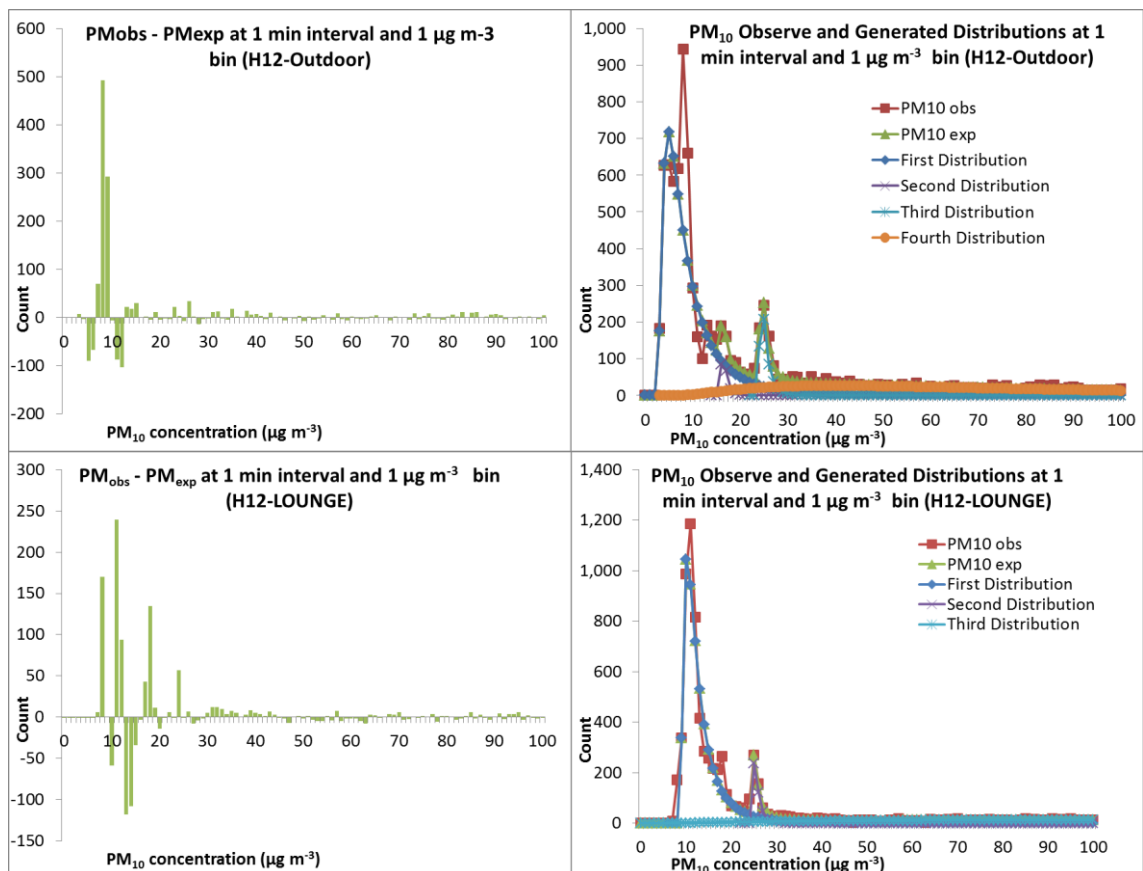 PMobs - PMexp at 1 min interval and 1 µg m-3
bin (H12-Outdoor)
600
500
400
300
200
100
0
-100
-200
Count
0 10 20 30 40 50 60 70 80 90 100
PM10 concentration (µg m-3)
PM10 Observe and Generated Distributions at 1
min interval and 1 µg m-3 bin (H12-Outdoor)
1,000
900
800
700
600
500
400
300
200
100
0
Count
PM10 obs
PM10 exp
First Distribution
Second Distribution
Third Distribution
Fourth Distribution
0 10 20 30 40 50 60 70 80 90 100
PM10 concentration (µg m-3)
PMobs - PMexp at 1 min interval and 1 µg m-3 bin
(H12-LOUNGE)
300
250
200
150
100
50
0
-50
-100
-150
Count
0 10 20 30 40 50 60 70 80 90 100
PM10 concentration (µg m-3)
PM10 Observe and Generated Distributions at 1
min interval and 1 µg m-3 bin (H12-LOUNGE)
1,400
1,200
1,000
800
600
400
200
0
Count
PM10 obs
PM10 exp
First Distribution
Second Distribution
Third Distribution
0 10 20 30 40 50 60 70 80 90 100
PM10 concentration (µg m-3)